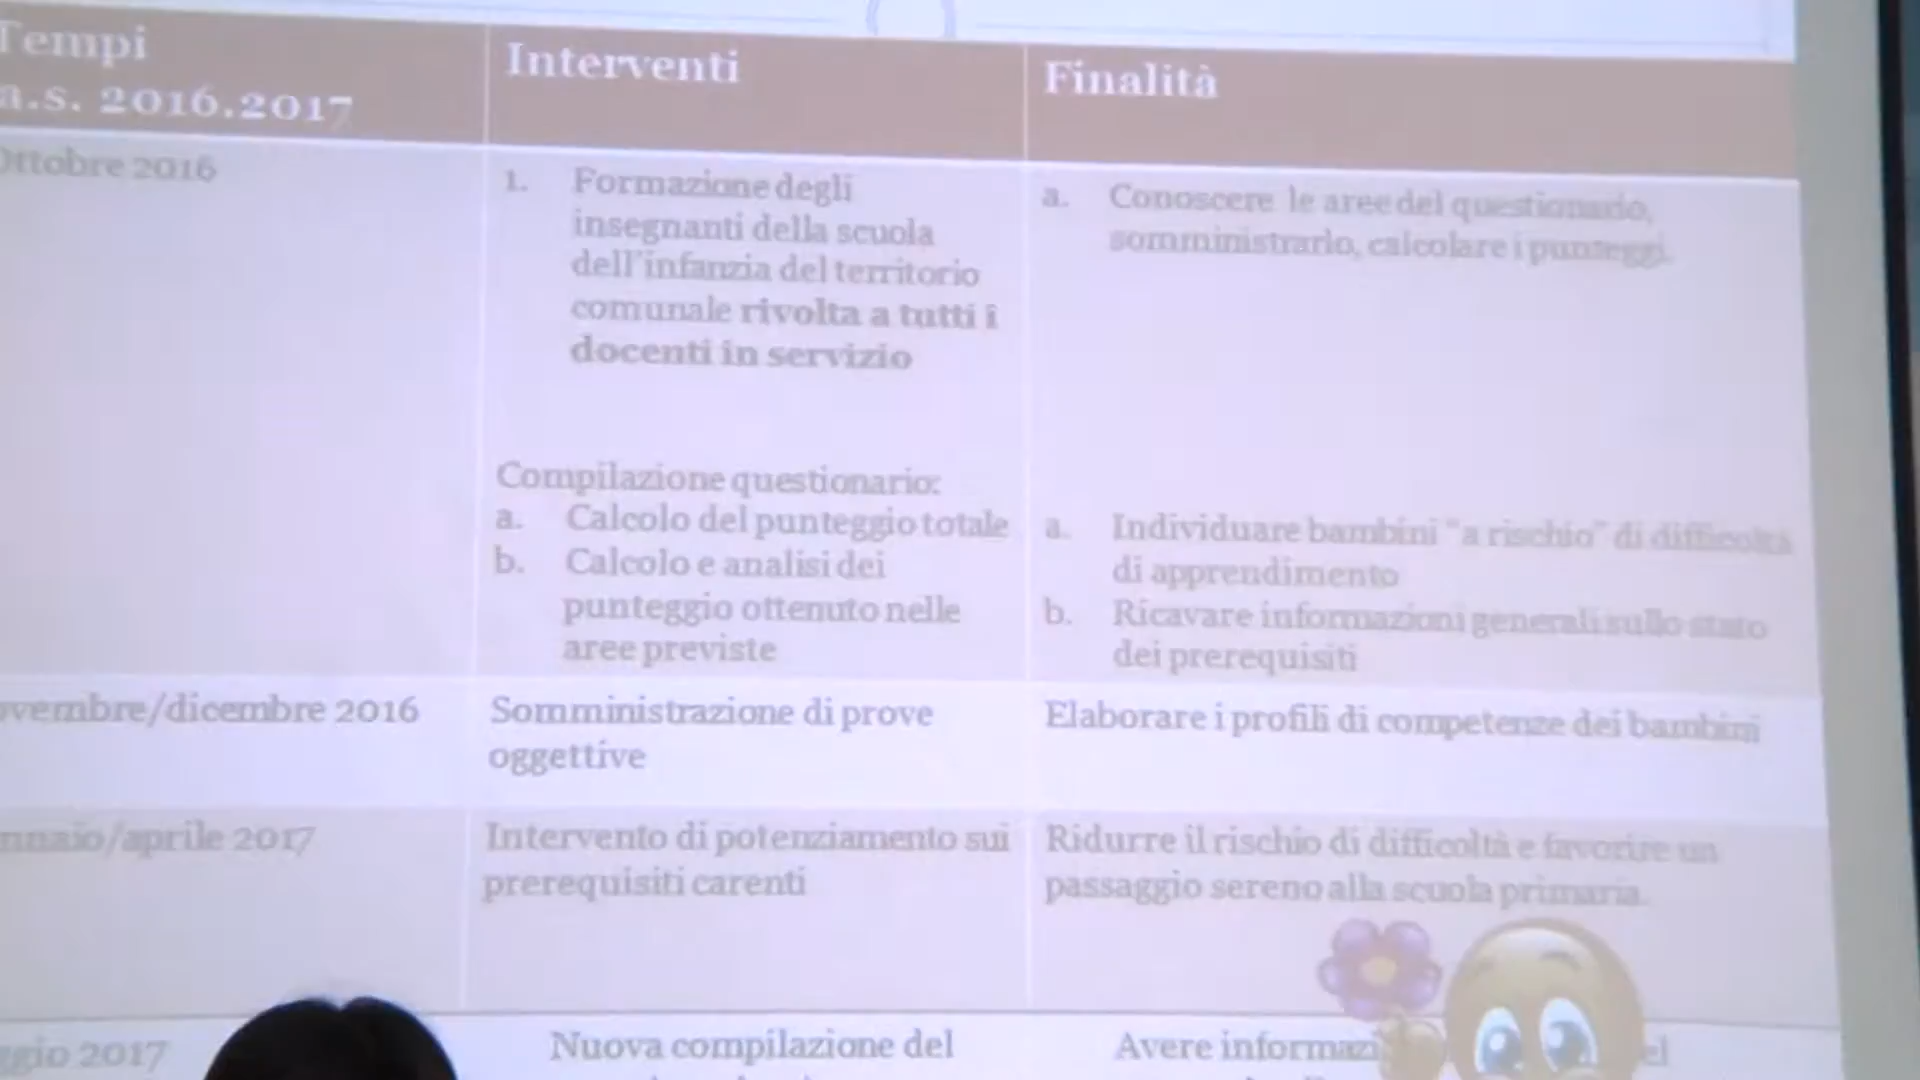 Tempi
a.s. 2016.2017
Interventi
Finalità
Ottobre 2016
1. Formazione degli
insegnanti della scuola
dell'infanzia del territorio
comunale rivolta a tutti i
docenti in servizio
a. Conoscere le aree del questionario,
somministrarlo, calcolare i punteggi.
Compilazione questionario:
a. Calcolo del punteggio totale
b. Calcolo e analisi dei
punteggio ottenuto nelle
aree previste
a. Individuare bambini "a rischio" di difficoltà
di apprendimento
b. Ricavare informazioni generali sullo stato
dei prerequisiti
ovembre/dicembre 2016
Somministrazione di prove
oggettive
Elaborare i profili di competenze dei bambini
nnaio/aprile 2017
Intervento di potenziamento sui
prerequisiti carenti
Ridurre il rischio di difficoltà e favorire un
passaggio sereno alla scuola primaria.
ggio 2017
Nuova compilazione del
Avere informazi